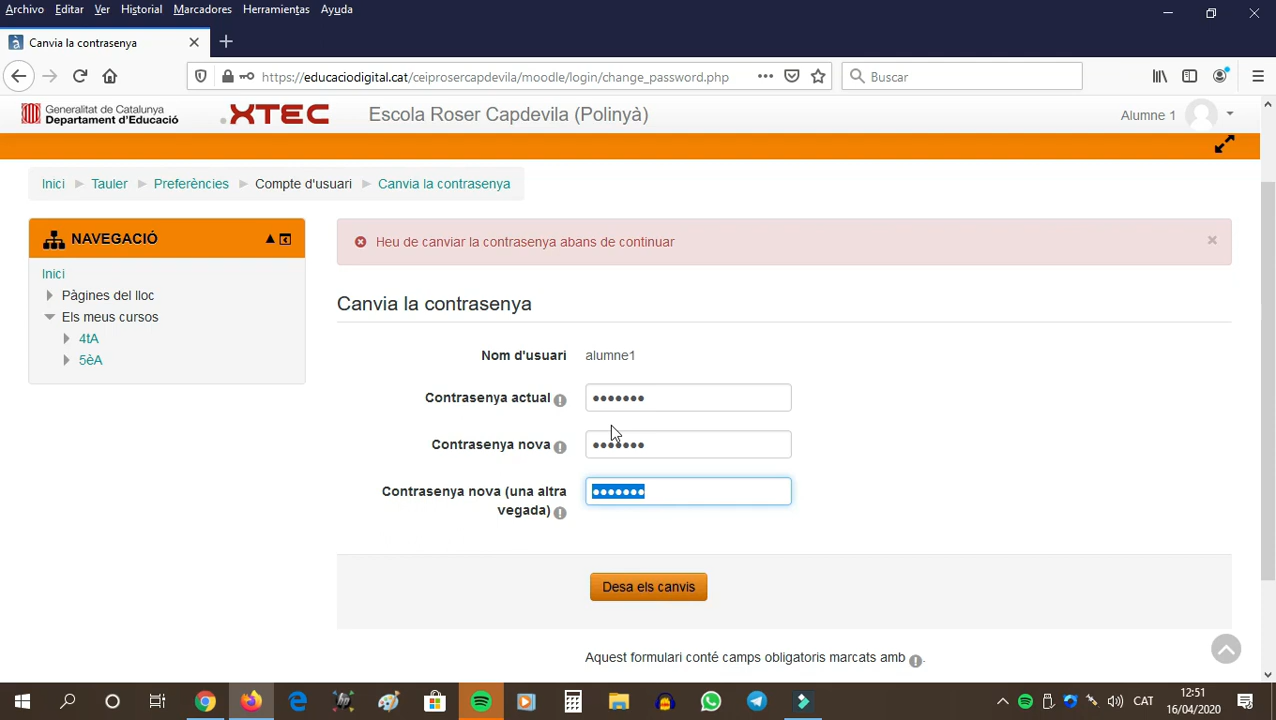 Archivo Editar Ver Historial Marcadores Herramientas Ayuda
Canvia la contrasenya
https://educaciodigital.cat/ceiprosercapdevila/moodle/login/change_password.php
Buscar
Generalitat de Catalunya
Departament d'Educació
XTEC
Escola Roser Capdevila (Polinyà)
Alumne 1
Inici Tauler Preferències Compte d'usuari Canvia la contrasenya
NAVEGACIÓ
Inici
Pàgines del lloc
Els meus cursos
4tA
5èA
Heu de canviar la contrasenya abans de continuar
Canvia la contrasenya
Nom d'usuari alumne1
Contrasenya actual
Contrasenya nova
Contrasenya nova (una altra
vegada)
Desa els canvis
Aquest formulari conté camps obligatoris marcats amb .
CAT
12:51
16/04/2020